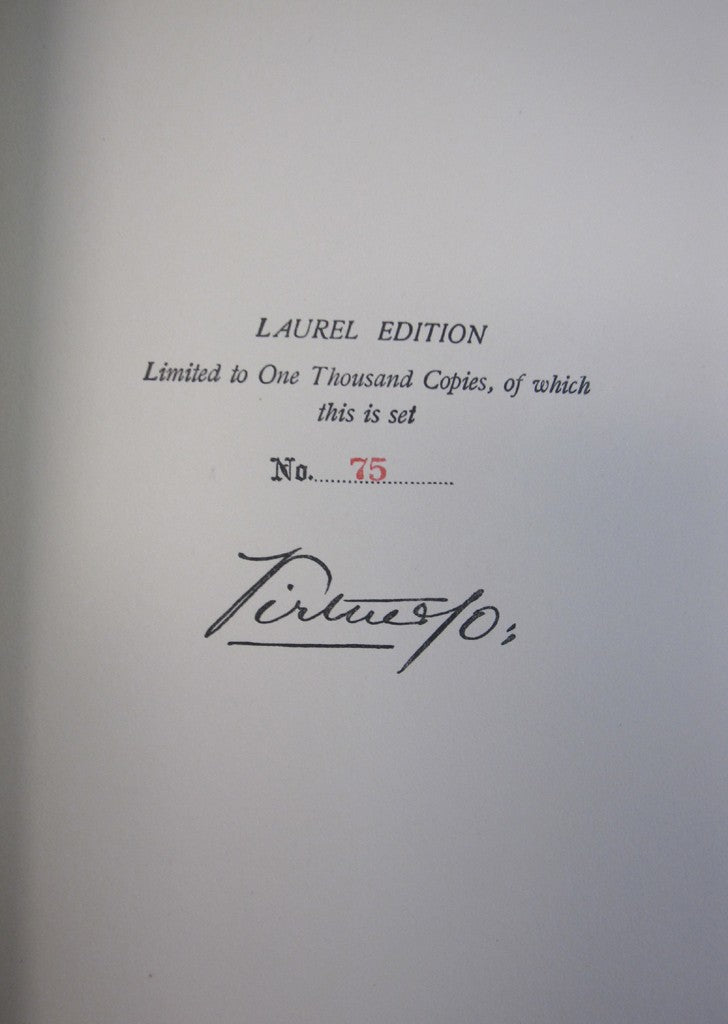 LAUREL EDITION
Limited to One Thousand Copies, of which
this is set
No. 75
Virtue & Co: